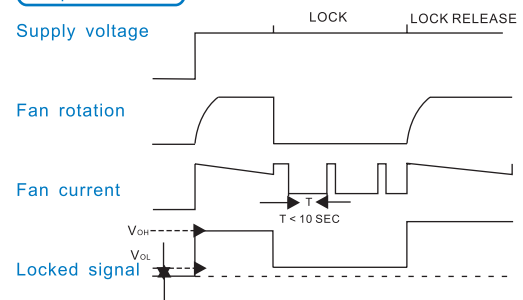 LOCK
LOCK RELEASE
Supply voltage
Fan rotation
Fan current
T
T < 10 SEC
VOH
VOL
Locked signal